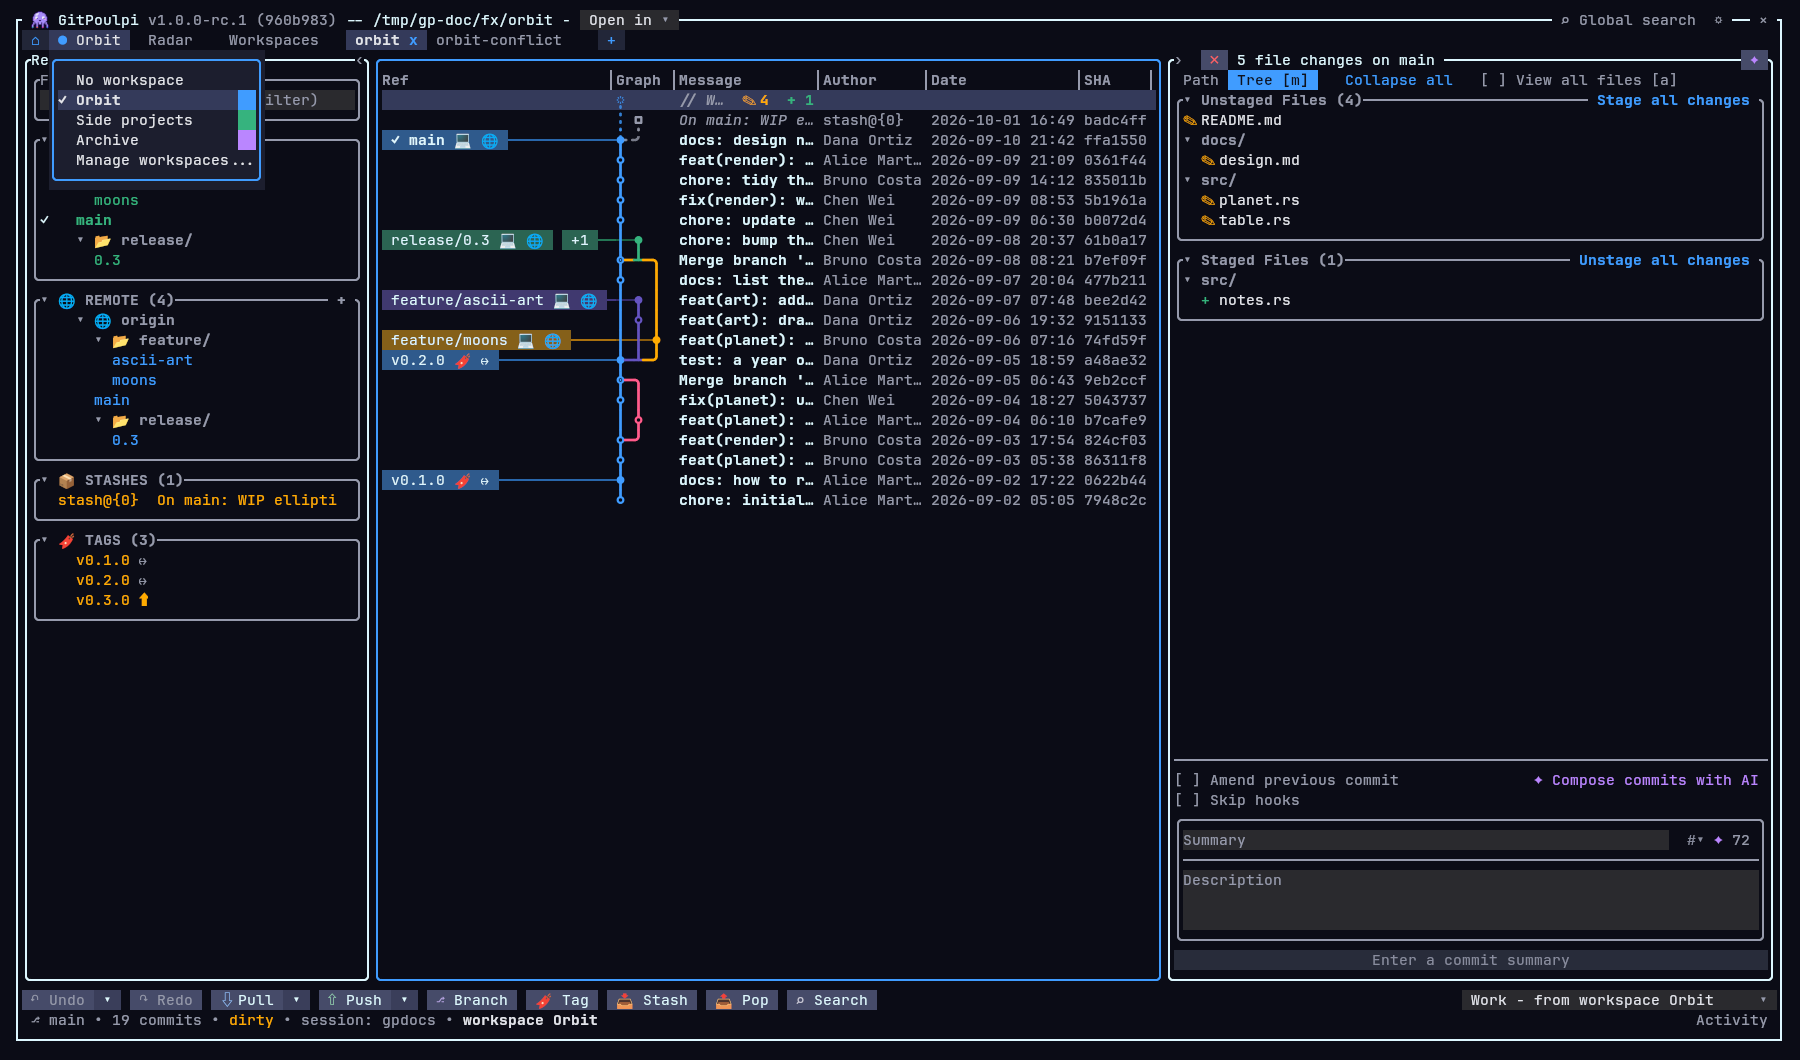 GitPoulpi v1.0.0-rc.1 (960b983) —— /tmp/gp-doc/fx/orbit - Open in ▾ Global search
Orbit Radar Workspaces orbit x orbit-conflict +
Re
F
No workspace
✓ Orbit
Side projects
Archive
Manage workspaces...
ilter)
moons
✓ main
▾ release/
0.3
▾ REMOTE (4) +
▾ origin
▾ feature/
ascii-art
moons
main
▾ release/
0.3
▾ STASHES (1)
stash@{0} On main: WIP ellipti
▾ TAGS (3)
v0.1.0 ⇔
v0.2.0 ⇔
v0.3.0 ⬆
Ref Graph Message Author Date SHA
// W… 4 + 1
On main: WIP e… stash@{0} 2026-10-01 16:49 badc4ff
✓ main docs: design n… Dana Ortiz 2026-09-10 21:42 ffa1550
feat(render): … Alice Mart… 2026-09-09 21:09 0361f44
chore: tidy th… Bruno Costa 2026-09-09 14:12 835011b
fix(render): w… Chen Wei 2026-09-09 08:53 5b1961a
chore: update … Chen Wei 2026-09-09 06:30 b0072d4
release/0.3 +1 chore: bump th… Chen Wei 2026-09-08 20:37 61b0a17
Merge branch '… Bruno Costa 2026-09-08 08:21 b7ef09f
docs: list the… Alice Mart… 2026-09-07 20:04 477b211
feature/ascii-art feat(art): add… Dana Ortiz 2026-09-07 07:48 bee2d42
feat(art): dra… Dana Ortiz 2026-09-06 19:32 9151133
feature/moons feat(planet): … Bruno Costa 2026-09-06 07:16 74fd59f
v0.2.0 ⇔ test: a year o… Dana Ortiz 2026-09-05 18:59 a48ae32
Merge branch '… Alice Mart… 2026-09-05 06:43 9eb2ccf
fix(planet): u… Chen Wei 2026-09-04 18:27 5043737
feat(planet): … Alice Mart… 2026-09-04 06:10 b7cafe9
feat(render): … Bruno Costa 2026-09-03 17:54 824cf03
feat(planet): … Bruno Costa 2026-09-03 05:38 86311f8
v0.1.0 ⇔ docs: how to r… Alice Mart… 2026-09-02 17:22 0622b44
chore: initial… Alice Mart… 2026-09-02 05:05 7948c2c
› ✕ 5 file changes on main ✦
Path Tree [m] Collapse all [ ] View all files [a]
▾ Unstaged Files (4) Stage all changes
README.md
▾ docs/
design.md
▾ src/
planet.rs
table.rs
▾ Staged Files (1) Unstage all changes
▾ src/
+ notes.rs
[ ] Amend previous commit ✦ Compose commits with AI
[ ] Skip hooks
Summary #▾ ✦ 72
Description
Enter a commit summary
Undo ▾ Redo Pull ▾ Push ▾ Branch Tag Stash Pop Search Work - from workspace Orbit ▾
main • 19 commits • dirty • session: gpdocs • workspace Orbit Activity